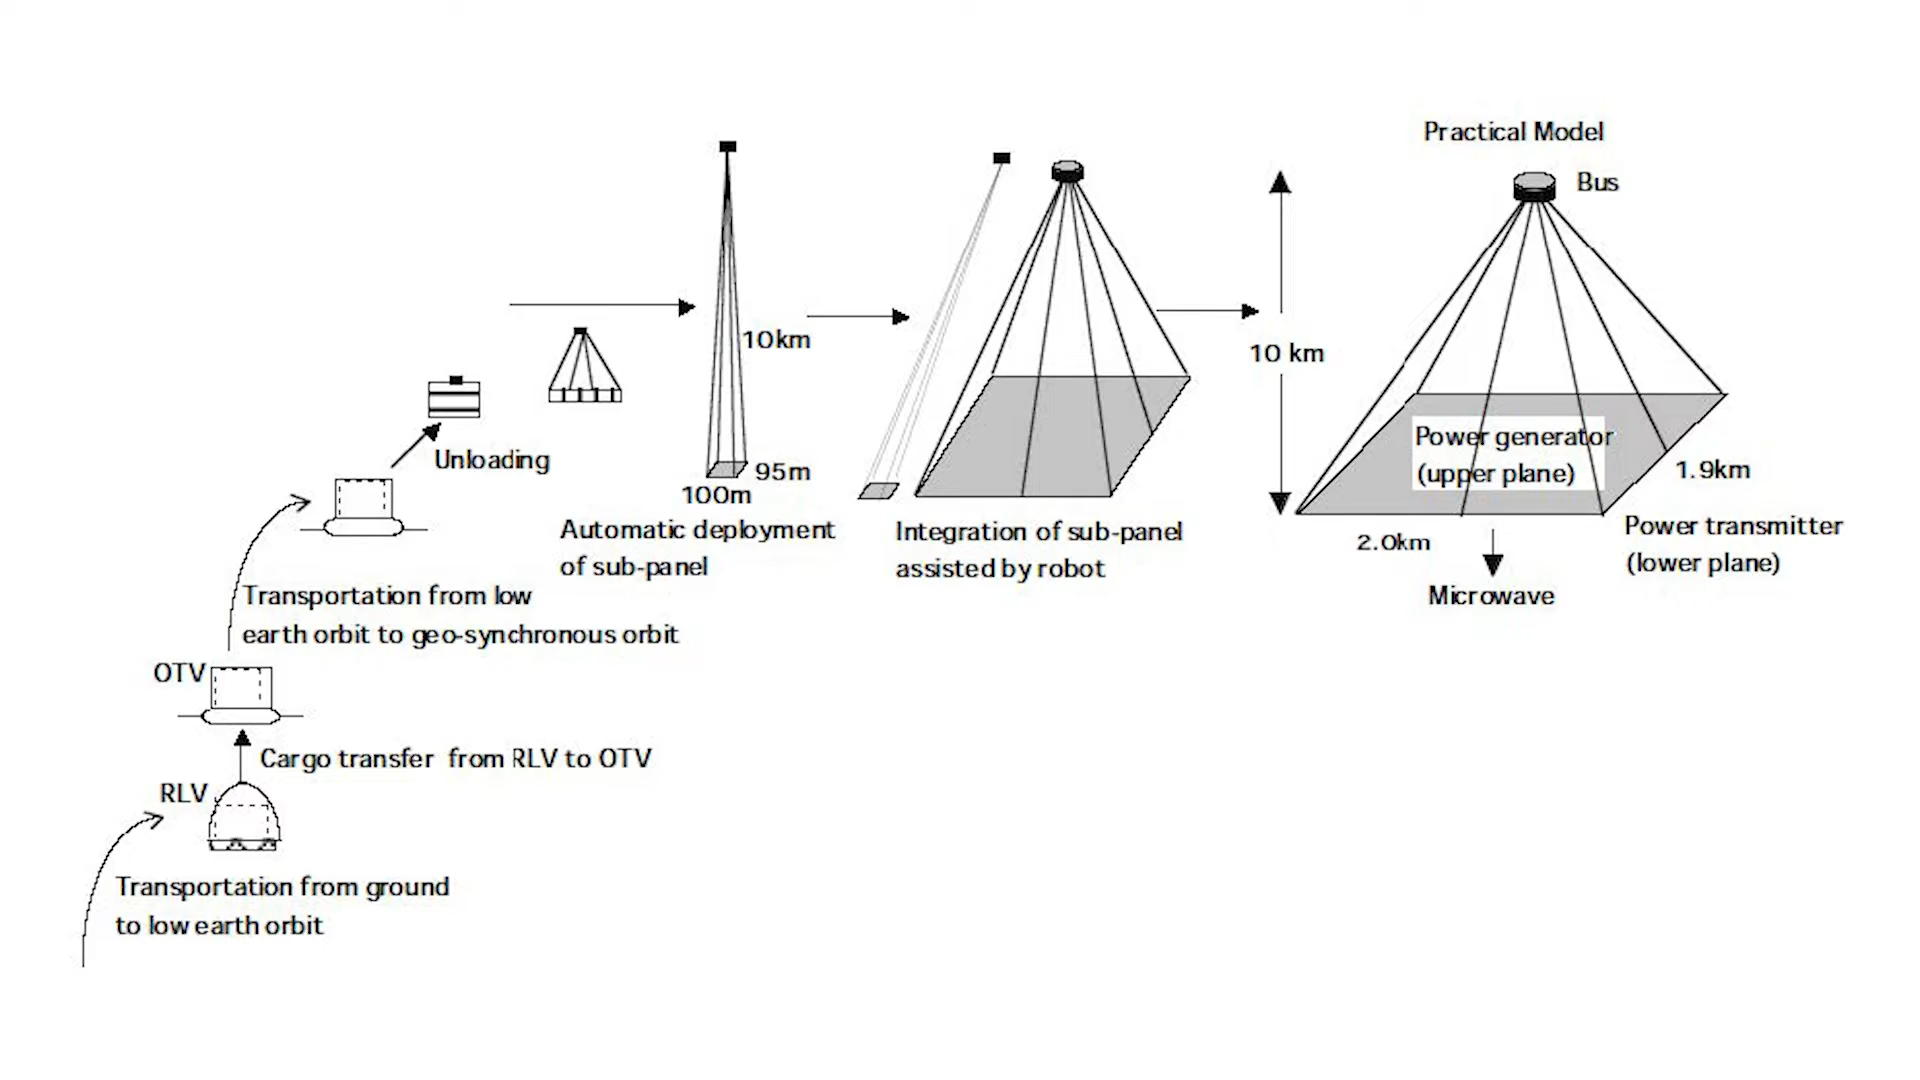 Practical Model
Bus
10km
10 km
95m
100m
Unloading
Automatic deployment
of sub-panel
Integration of sub-panel
assisted by robot
Power generator
(upper plane)
1.9km
2.0km
Power transmitter
(lower plane)
Microwave
Transportation from low
earth orbit to geo-synchronous orbit
OTV
Cargo transfer from RLV to OTV
RLV
Transportation from ground
to low earth orbit